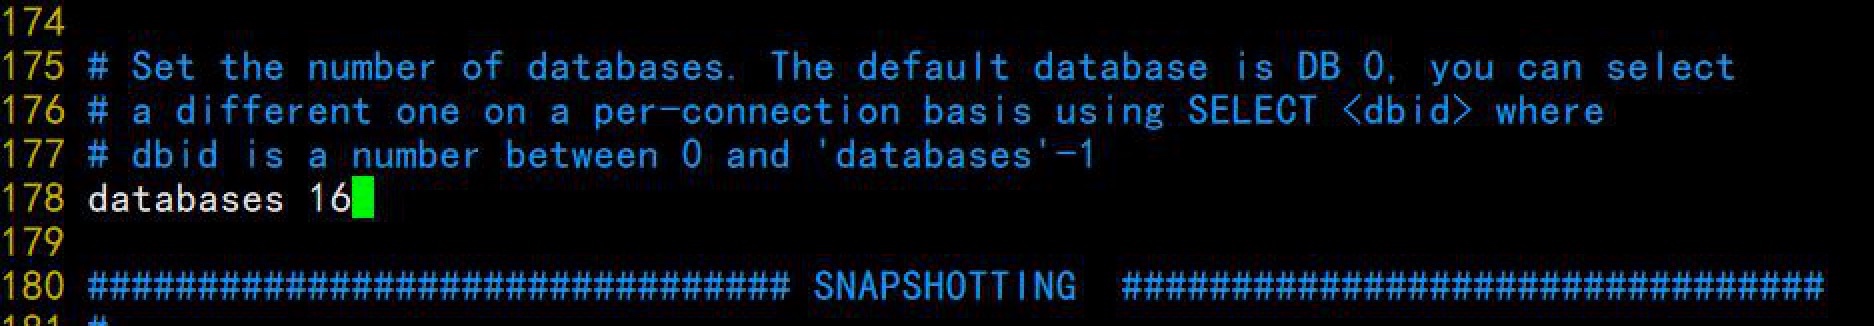 174
175 # Set the number of databases. The default database is DB 0, you can select
176 # a different one on a per-connection basis using SELECT <dbid> where
177 # dbid is a number between 0 and 'databases'-1
178 databases 16
179
180 ################################ SNAPSHOTTING  ################################
181 #